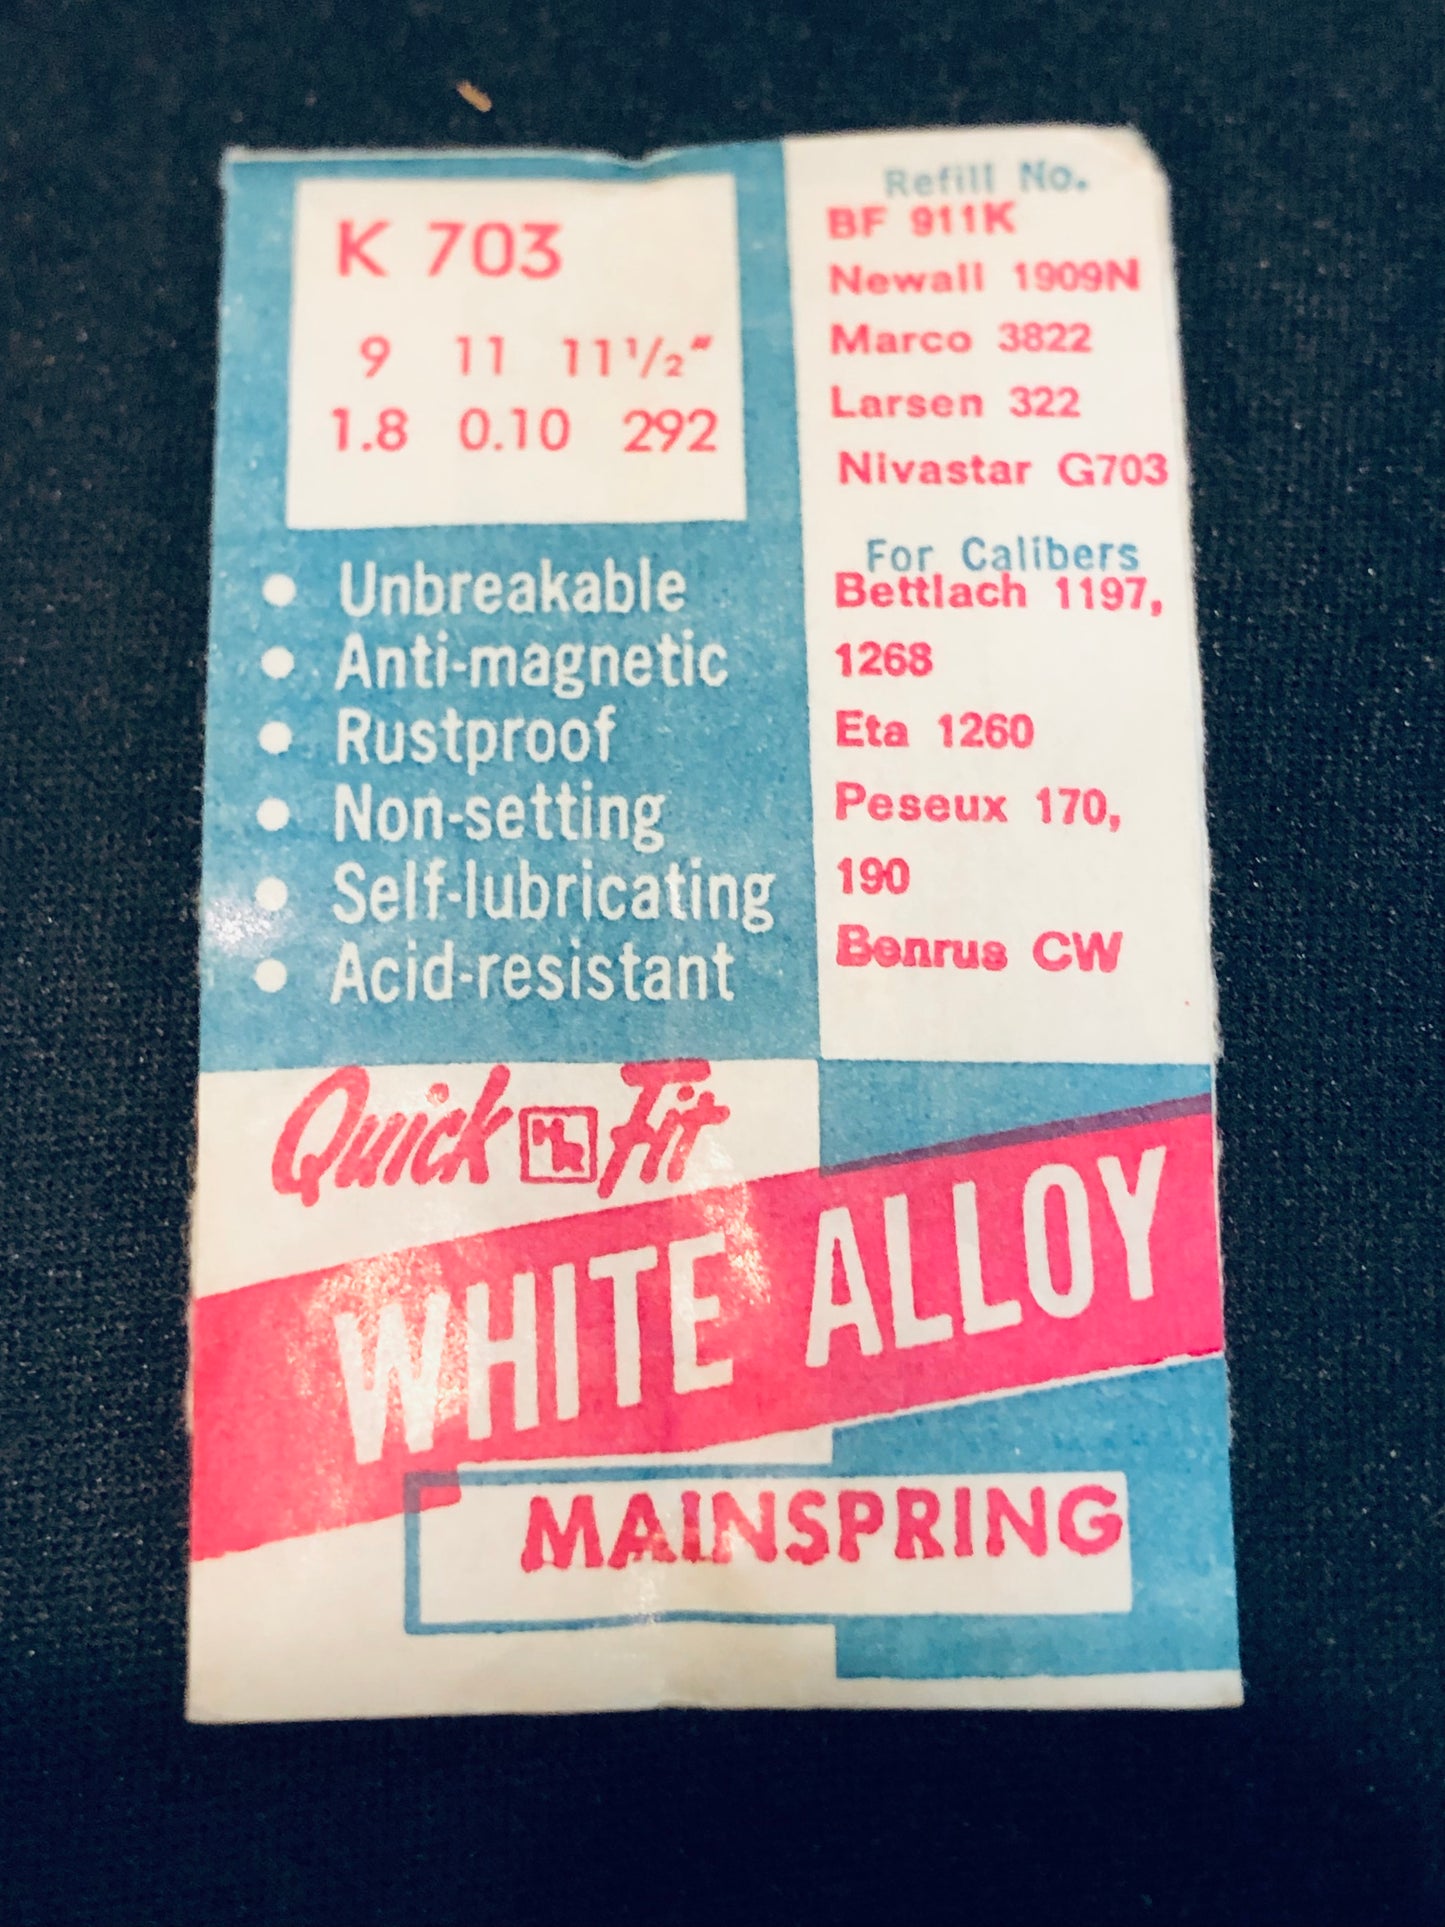 K 703
9 11 11 1/2‴
1.8 0.10 292
• Unbreakable
• Anti-magnetic
• Rustproof
• Non-setting
• Self-lubricating
• Acid-resistant
Refill No.
BF 911K
Newall 1909N
Marco 3822
Larsen 322
Nivastar G703
For Calibers
Bettlach 1197,
1268
Eta 1260
Peseux 170,
190
Benrus CW
Quick Fit
WHITE ALLOY
MAINSPRING